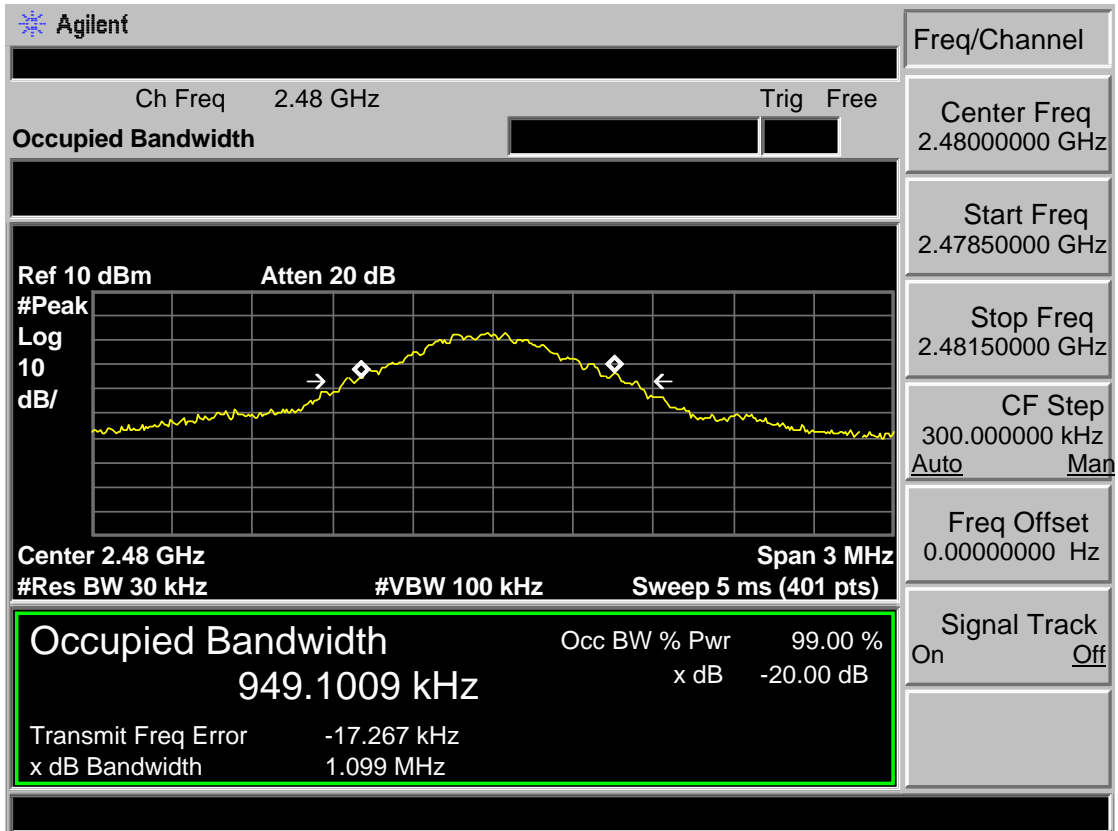 Agilent
Freq/Channel
Ch Freq 2.48 GHz Trig Free
Occupied Bandwidth
Center Freq
2.48000000 GHz
Start Freq
2.47850000 GHz
Stop Freq
2.48150000 GHz
CF Step
300.000000 kHz
Auto Man
Freq Offset
0.00000000 Hz
Signal Track
On Off
Ref 10 dBm Atten 20 dB
#Peak
Log
10
dB/
Center 2.48 GHz Span 3 MHz
#Res BW 30 kHz #VBW 100 kHz Sweep 5 ms (401 pts)
Occupied Bandwidth
949.1009 kHz
Occ BW % Pwr 99.00 %
x dB -20.00 dB
Transmit Freq Error -17.267 kHz
x dB Bandwidth 1.099 MHz